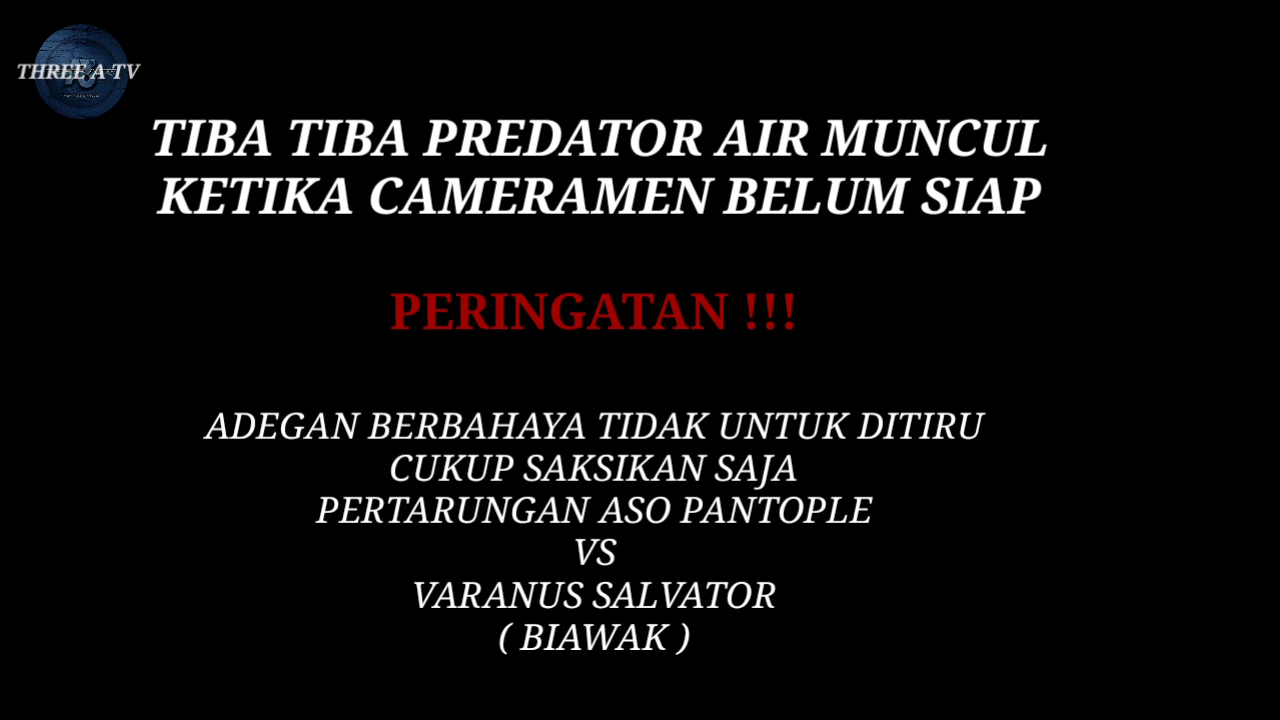 THREE A TV
TIBA TIBA PREDATOR AIR MUNCUL
KETIKA CAMERAMEN BELUM SIAP
PERINGATAN !!!
ADEGAN BERBAHAYA TIDAK UNTUK DITIRU
CUKUP SAKSIKAN SAJA
PERTARUNGAN ASO PANTOPLE
VS
VARANUS SALVATOR
( BIAWAK )